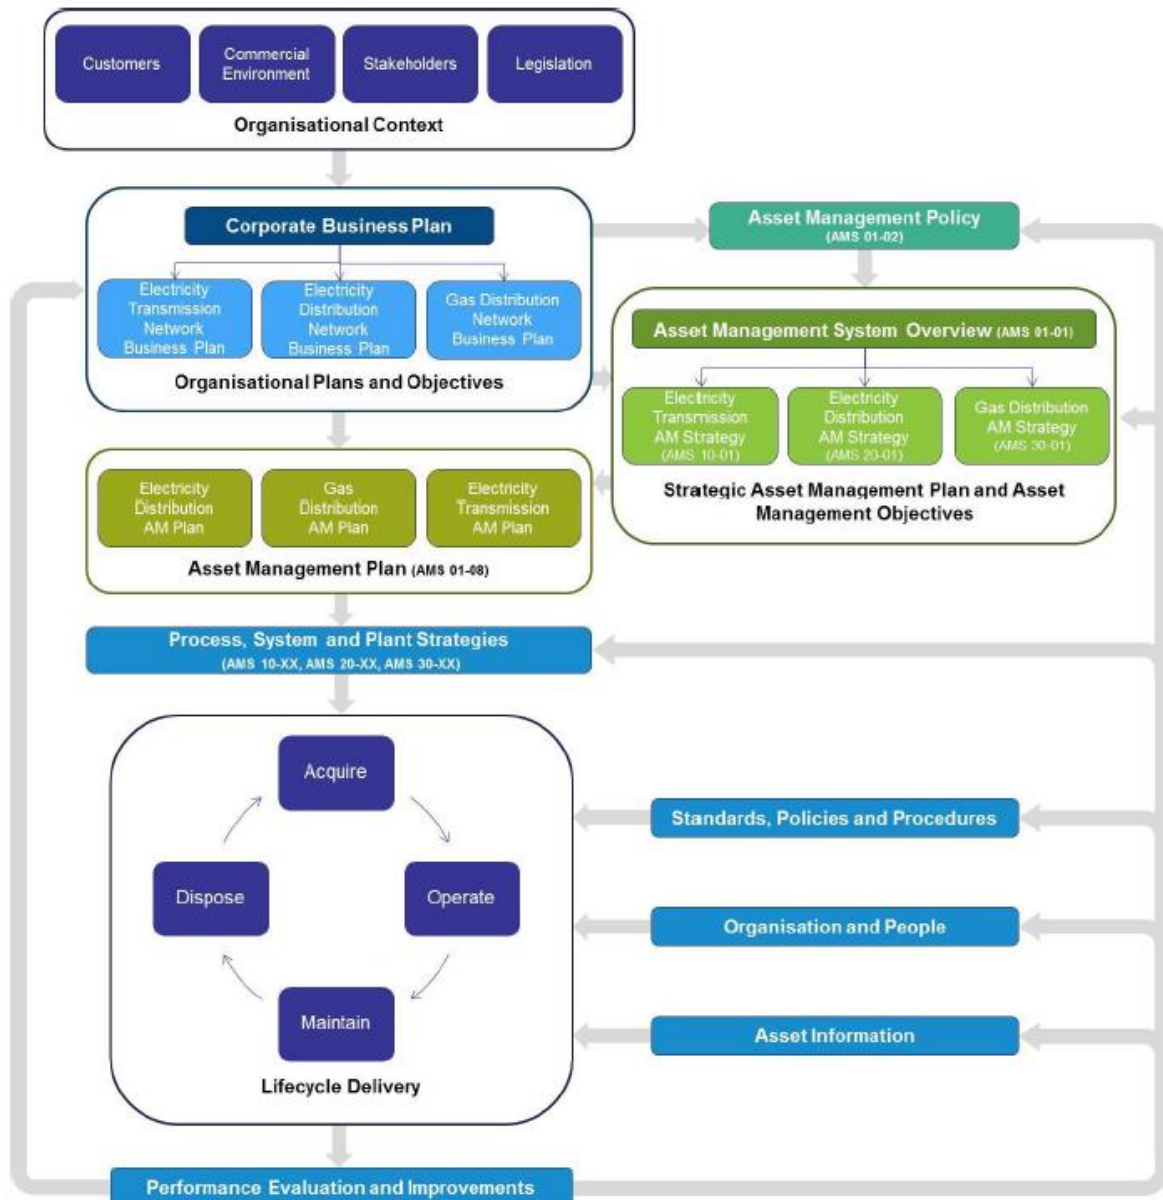 Customers
Commercial
Environment
Stakeholders
Legislation
Organisational Context
Corporate Business Plan
Electricity
Transmission
Network
Business Plan
Electricity
Distribution
Network
Business Plan
Gas Distribution
Network
Business Plan
Organisational Plans and Objectives
Asset Management Policy
(AMS 01-02)
Asset Management System Overview (AMS 01-01)
Electricity
Transmission
AM Strategy
(AMS 10-01)
Electricity
Distribution
AM Strategy
(AMS 20-01)
Gas Distribution
AM Strategy
(AMS 30-01)
Strategic Asset Management Plan and Asset
Management Objectives
Electricity
Distribution
AM Plan
Gas
Distribution
AM Plan
Electricity
Transmission
AM Plan
Asset Management Plan (AMS 01-08)
Process, System and Plant Strategies
(AMS 10-XX, AMS 20-XX, AMS 30-XX)
Acquire
Operate
Maintain
Dispose
Lifecycle Delivery
Standards, Policies and Procedures
Organisation and People
Asset Information
Performance Evaluation and Improvements